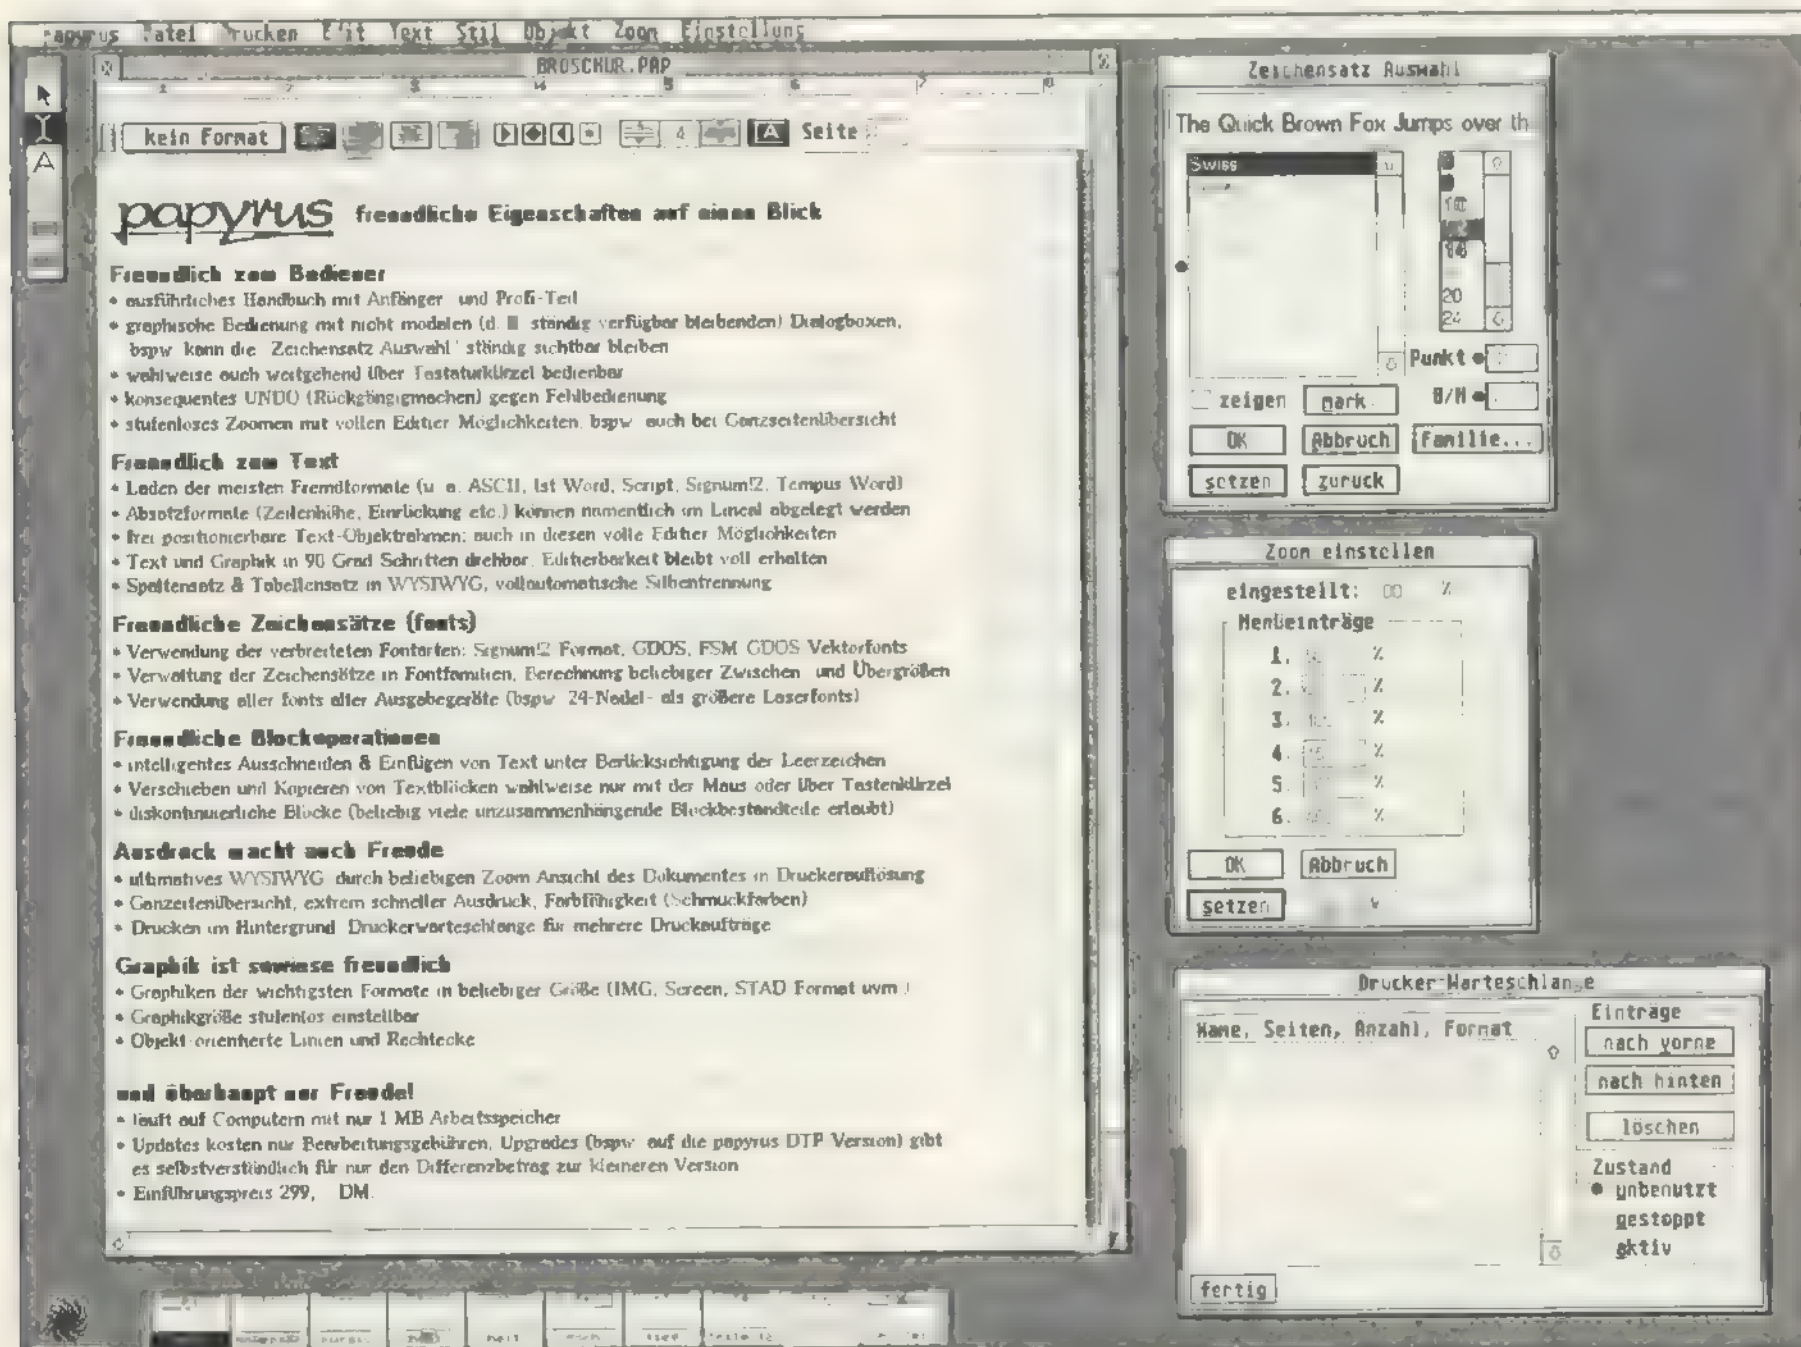 papyrus Datei Drucken Edit Text Stil Objekt Zoom Einstellung
BROSCHUR.PAP
1 2 3 4 5 6 7 8
kein Format 4 A Seite
papyrus freundliche Eigenschaften auf einen Blick
Freundlich zum Bediener
• ausführliches Handbuch mit Anfänger und Profi-Teil
• graphische Bedienung mit nicht modalen (d. h. ständig verfügbar bleibenden) Dialogboxen,
bspw kann die Zeichensatz Auswahl' ständig sichtbar bleiben
• wahlweise auch weitgehend über Tastaturkürzel bedienbar
• konsequentes UNDO (Rückgängigmachen) gegen Fehlbedienung
• stufenloses Zoomen mit vollen Editier Möglichkeiten, bspw auch bei Ganzseitenübersicht
Freundlich zum Text
• Laden der meisten Fremdformate (u a. ASCII, 1st Word, Script, Signum!2, Tempus Word)
• Absatzformate (Zeilenhöhe, Einrückung etc.) können namentlich im Lineal abgelegt werden
• frei positionierbare Text-Objektrahmen; auch in diesen volle Editier Möglichkeiten
• Text und Graphik in 90 Grad Schritten drehbar, Editierbarkeit bleibt voll erhalten
• Spaltensatz & Tabellensatz in WYSIWYG, vollautomatische Silbentrennung
Freundliche Zeichensätze (fonts)
• Verwendung der verbreiteten Fontarten: Signum!2 Format, GDOS, FSM GDOS Vektorfonts
• Verwaltung der Zeichensätze in Fontfamilien, Berechnung beliebiger Zwischen und Übergrößen
• Verwendung aller fonts aller Ausgabegeräte (bspw 24-Nadel- als größere Laserfonts)
Freundliche Blockoperationen
• intelligentes Ausschneiden & Einfügen von Text unter Berücksichtigung der Leerzeichen
• Verschieben und Kopieren von Textblöcken wahlweise nur mit der Maus oder über Tastenkürzel
• diskontinuierliche Blöcke (beliebig viele unzusammenhängende Blockbestandteile erlaubt)
Ausdruck macht auch Freude
• ultimatives WYSIWYG durch beliebigen Zoom Ansicht des Dokumentes in Druckerauflösung
• Ganzeitenübersicht, extrem schneller Ausdruck, Farbfähigkeit (Schmuckfarben)
• Drucken im Hintergrund Druckerwarteschlange für mehrere Druckaufträge
Graphik ist sowieso freundlich
• Graphiken der wichtigsten Formate in beliebiger Größe (IMG, Screen, STAD Format uvm.)
• Graphikgröße stufenlos einstellbar
• Objekt orientierte Linien und Rechtecke
und überhaupt nur Freude!
• läuft auf Computern mit nur 1 MB Arbeitsspeicher
• Updates kosten nur Bearbeitungsgebühren, Upgrades (bspw auf die papyrus DTP Version) gibt
es selbstverständlich für nur den Differenzbetrag zur kleineren Version
• Einführungspreis 299, DM.
Zeichensatz Auswahl
The Quick Brown Fox Jumps over th
Swiss
20
24
Punkt
B/H
zeigen mark.
OK Abbruch Familie...
setzen zurück
Zoom einstellen
eingestellt: %
Menüeinträge
1. %
2. %
3. %
4. %
5. %
6. %
OK Abbruch
setzen
Drucker-Warteschlange
Name, Seiten, Anzahl, Format
Einträge
nach vorne
nach hinten
löschen
Zustand
unbenutzt
gestoppt
aktiv
fertig